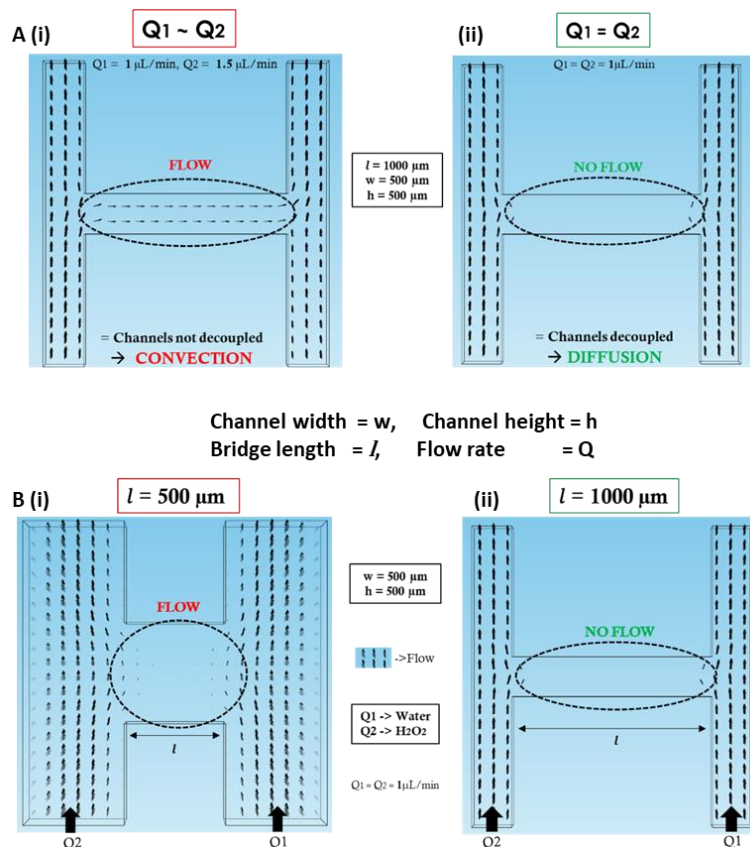 A (i)
Q1 ~ Q2
(ii)
Q1 = Q2
Q1 = 1 µL/min, Q2 = 1.5 µL/min
Q1 = Q2 = 1µL/min
FLOW
l = 1000 µm
w = 500 µm
h = 500 µm
NO FLOW
= Channels not decoupled
→ CONVECTION
= Channels decoupled
→ DIFFUSION
Channel width = w, Channel height = h
Bridge length = l, Flow rate = Q
B (i)
l = 500 µm
(ii)
l = 1000 µm
FLOW
w = 500 µm
h = 500 µm
NO FLOW
->Flow
Q1 -> Water
Q2 -> H2O2
l
l
Q1 = Q2 = 1µL/min
Q2
Q1
Q2
Q1